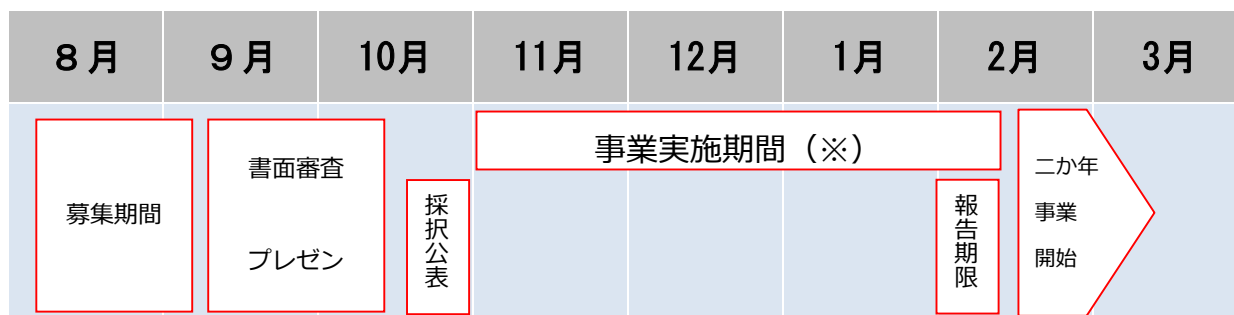 ８月 ９月 10月 11月 12月 1月 2月 3月
募集期間
書面審査
プレゼン
採択公表
事業実施期間（※）
報告期限
二か年
事業
開始